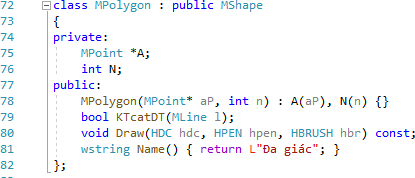 72 class MPolygon : public MShape
73 {
74 private:
75 MPoint *A;
76 int N;
77 public:
78 MPolygon(MPoint* aP, int n) : A(aP), N(n) {}
79 bool KTcatDT(MLine l);
80 void Draw(HDC hdc, HPEN hpen, HBRUSH hbr) const;
81 wstring Name() { return L"Đa giác"; }
82 };